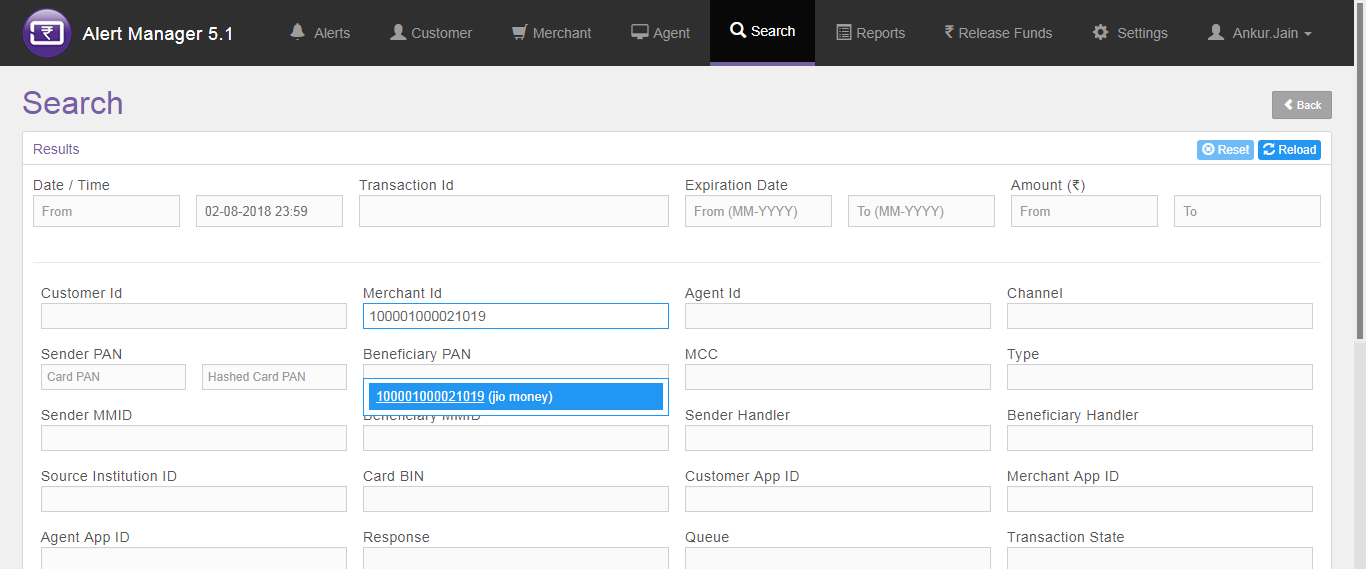 ₹ Alert Manager 5.1 Alerts Customer Merchant Agent Search Reports ₹ Release Funds Settings Ankur.Jain
Search Back
Results Reset Reload
Date / Time Transaction Id Expiration Date Amount (₹)
From 02-08-2018 23:59 From (MM-YYYY) To (MM-YYYY) From To
Customer Id Merchant Id Agent Id Channel
100001000021019
Sender PAN Beneficiary PAN MCC Type
Card PAN Hashed Card PAN
100001000021019 (jio money)
Sender MMID Beneficiary MMID Sender Handler Beneficiary Handler
Source Institution ID Card BIN Customer App ID Merchant App ID
Agent App ID Response Queue Transaction State